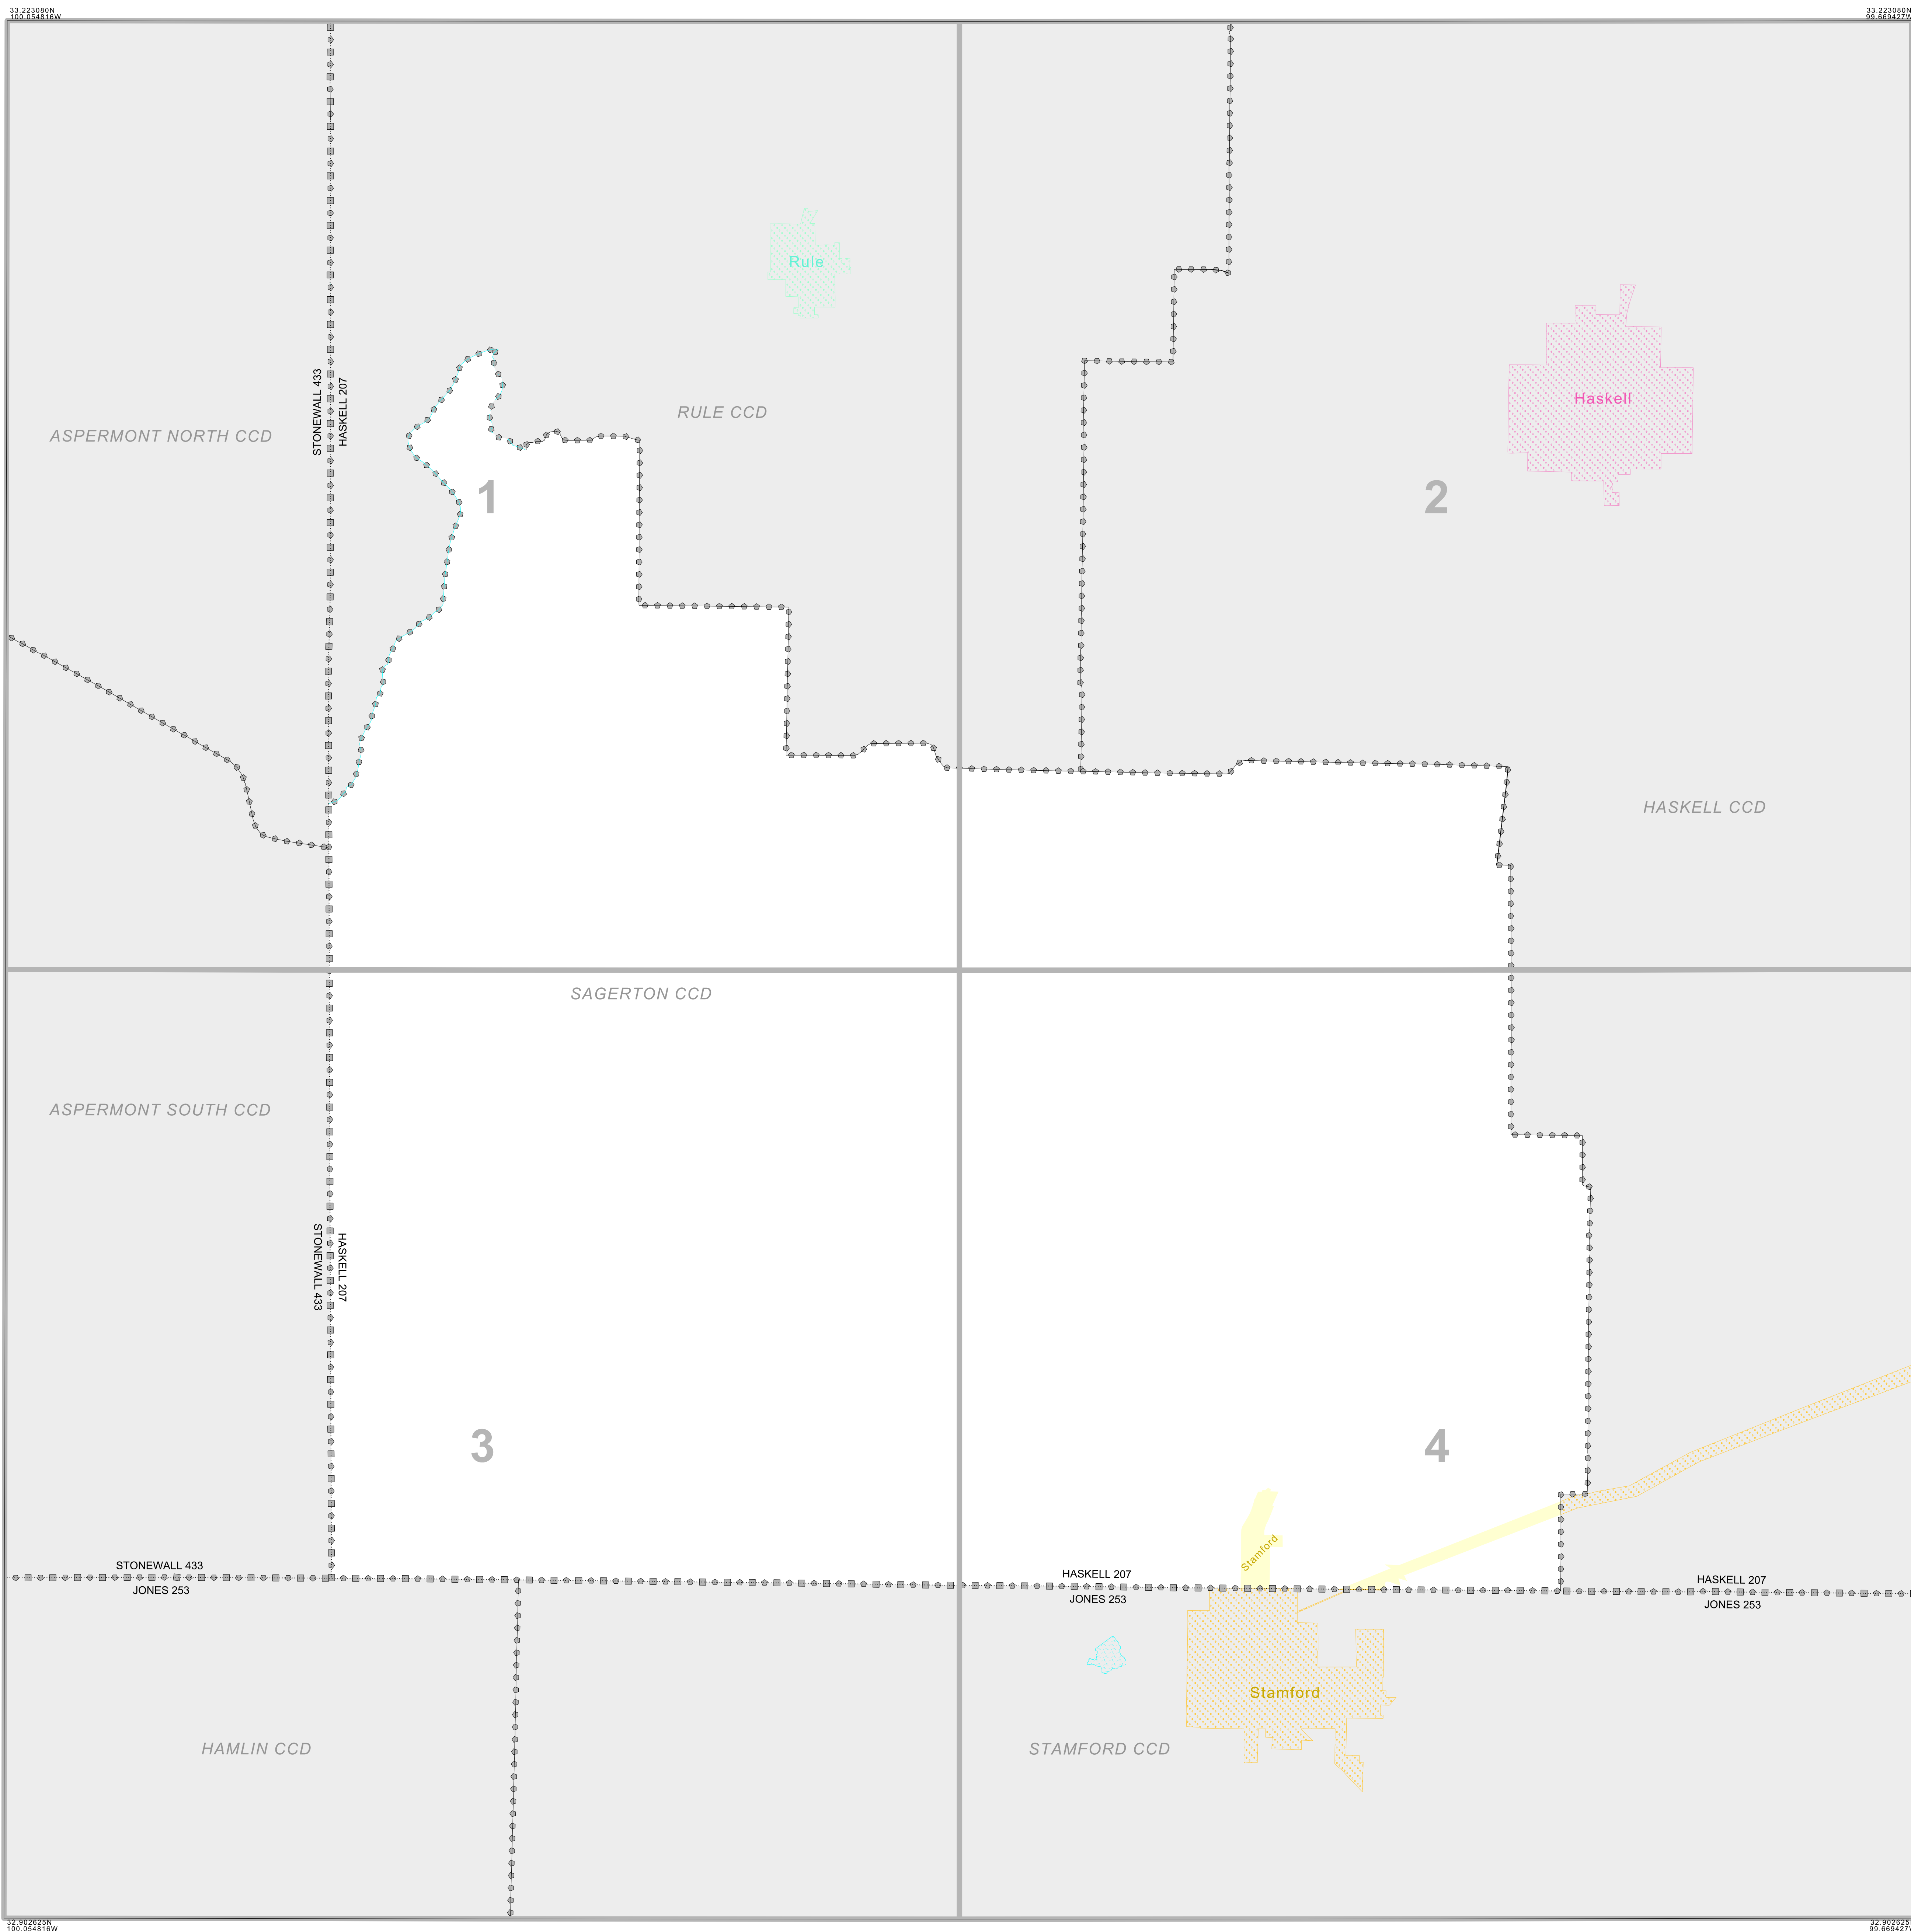 33.223080N
100.054816W
33.223080N
99.669427W
Rule
STONEWALL 433
HASKELL 207
Haskell
RULE CCD
ASPERMONT NORTH CCD
1
2
HASKELL CCD
SAGERTON CCD
ASPERMONT SOUTH CCD
STONEWALL 433
HASKELL 207
3
4
Stamford
STONEWALL 433
JONES 253
HASKELL 207
JONES 253
HASKELL 207
JONES 253
Stamford
HAMLIN CCD
STAMFORD CCD
32.902625N
100.054816W
32.902625N
99.669427W